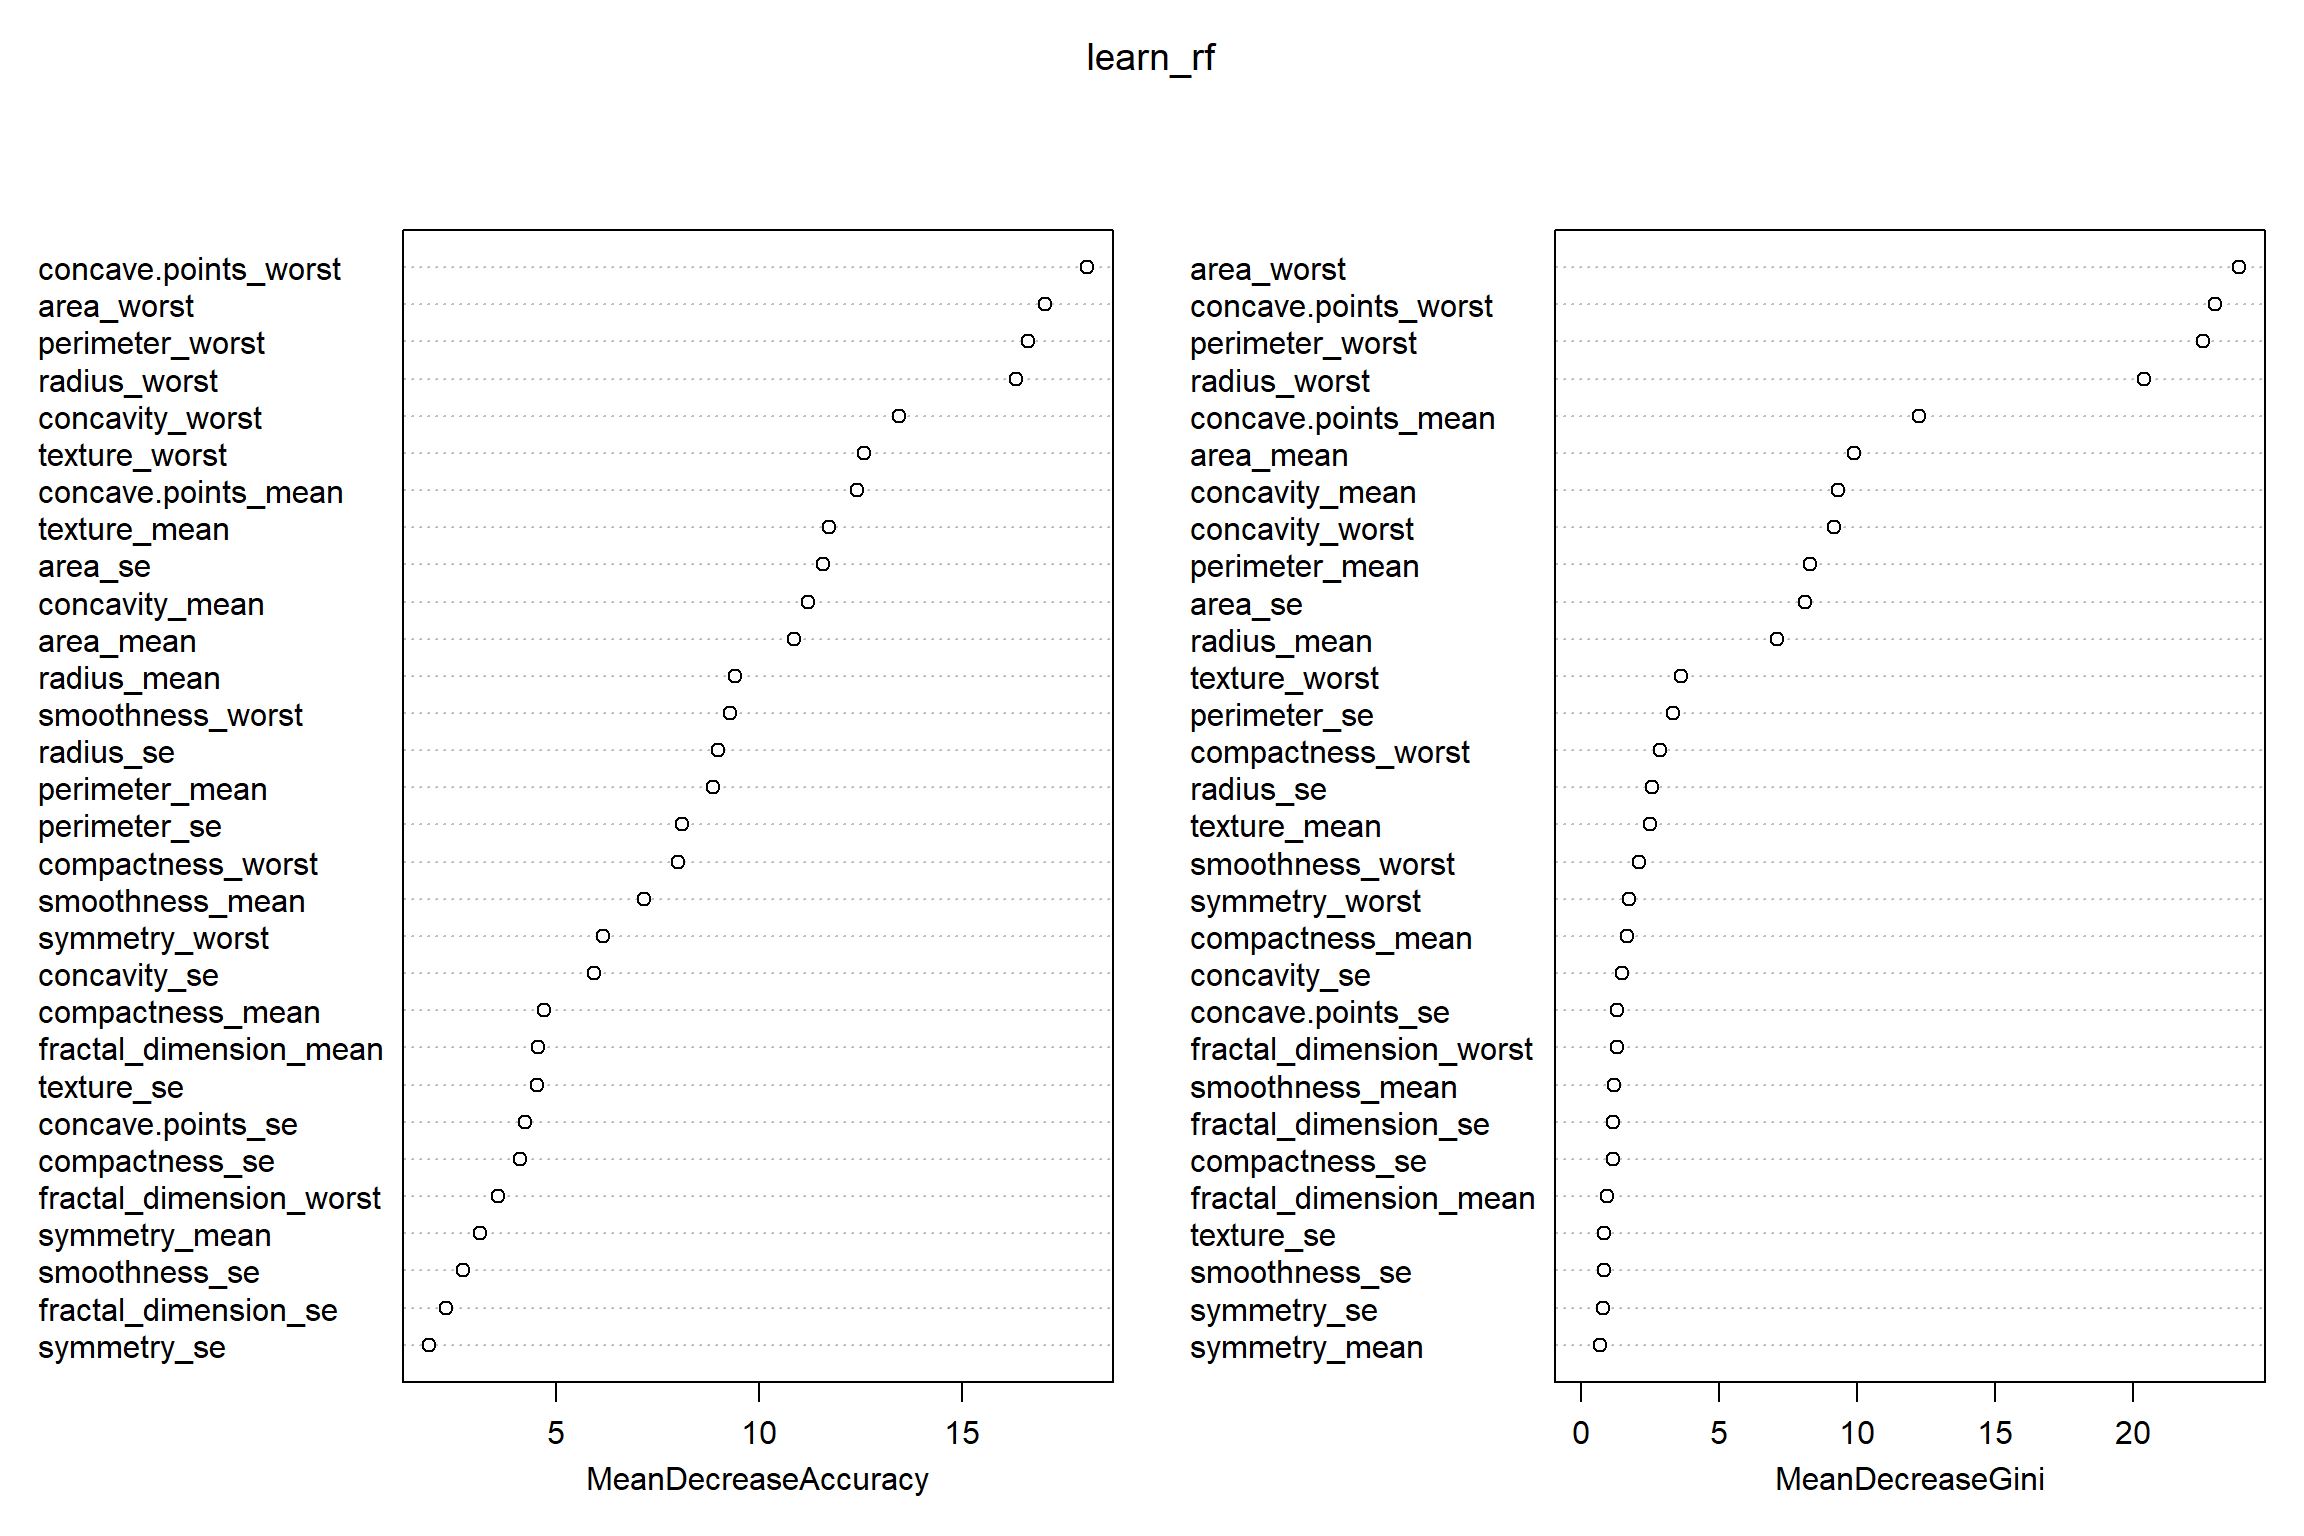 learn_rf
concave.points_worst
area_worst
perimeter_worst
radius_worst
concavity_worst
texture_worst
concave.points_mean
texture_mean
area_se
concavity_mean
area_mean
radius_mean
smoothness_worst
radius_se
perimeter_mean
perimeter_se
compactness_worst
smoothness_mean
symmetry_worst
concavity_se
compactness_mean
fractal_dimension_mean
texture_se
concave.points_se
compactness_se
fractal_dimension_worst
symmetry_mean
smoothness_se
fractal_dimension_se
symmetry_se
5 10 15
MeanDecreaseAccuracy
area_worst
concave.points_worst
perimeter_worst
radius_worst
concave.points_mean
area_mean
concavity_mean
concavity_worst
perimeter_mean
area_se
radius_mean
texture_worst
perimeter_se
compactness_worst
radius_se
texture_mean
smoothness_worst
symmetry_worst
compactness_mean
concavity_se
concave.points_se
fractal_dimension_worst
smoothness_mean
fractal_dimension_se
compactness_se
fractal_dimension_mean
texture_se
smoothness_se
symmetry_se
symmetry_mean
0 5 10 15 20
MeanDecreaseGini